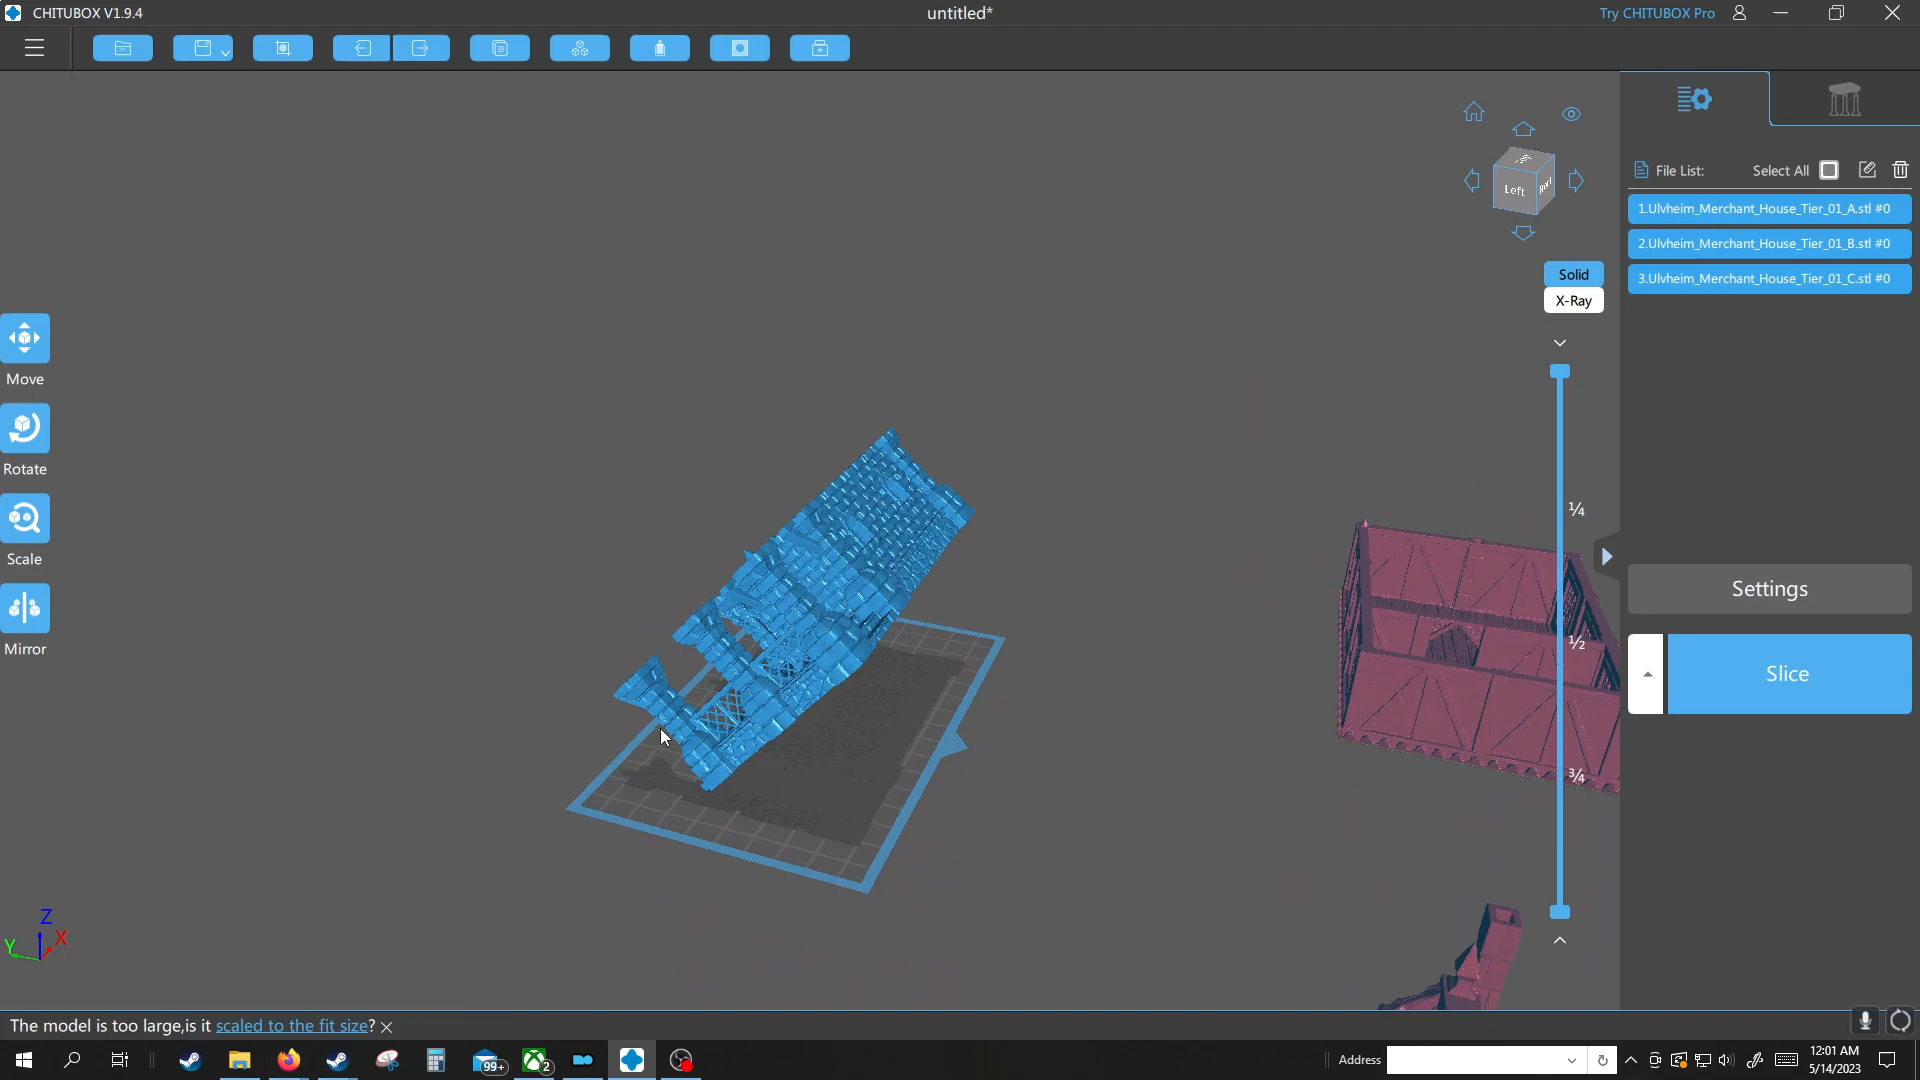 CHITUBOX V1.9.4
untitled*
Try CHITUBOX Pro
File List:
Select All
1.Ulvheim_Merchant_House_Tier_01_A.stl #0
2.Ulvheim_Merchant_House_Tier_01_B.stl #0
3.Ulvheim_Merchant_House_Tier_01_C.stl #0
Left
Solid
X-Ray
Move
Rotate
Scale
Mirror
¼
½
¾
Settings
Slice
Z
Y
X
The model is too large,is it scaled to the fit size?
99+
2
Address
12:01 AM
5/14/2023